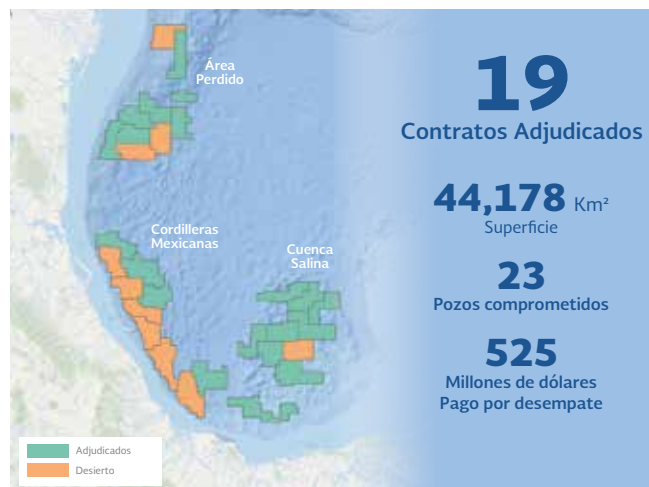 Área
Perdido
Cordilleras
Mexicanas
Cuenca
Salina
Adjudicados
Desierto
19
Contratos Adjudicados
44,178 Km²
Superficie
23
Pozos comprometidos
525
Millones de dólares
Pago por desempate